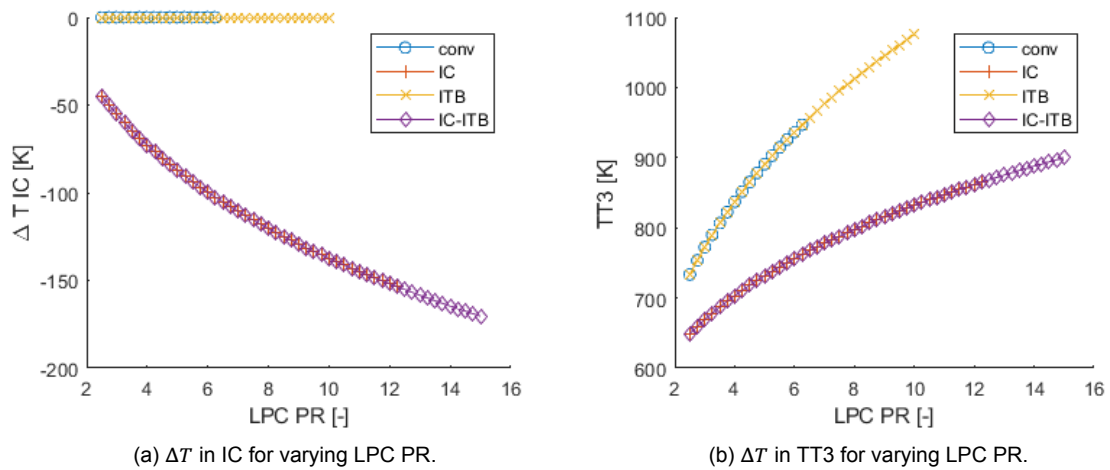 0
-50
-100
-150
-200
Δ T IC [K]
2
4
6
8
10
12
14
16
LPC PR [-]
conv
IC
ITB
IC-ITB
(a) Δ𝑇 in IC for varying LPC PR.
1100
1000
900
800
700
600
TT3 [K]
2
4
6
8
10
12
14
16
LPC PR [-]
conv
IC
ITB
IC-ITB
(b) Δ𝑇 in TT3 for varying LPC PR.